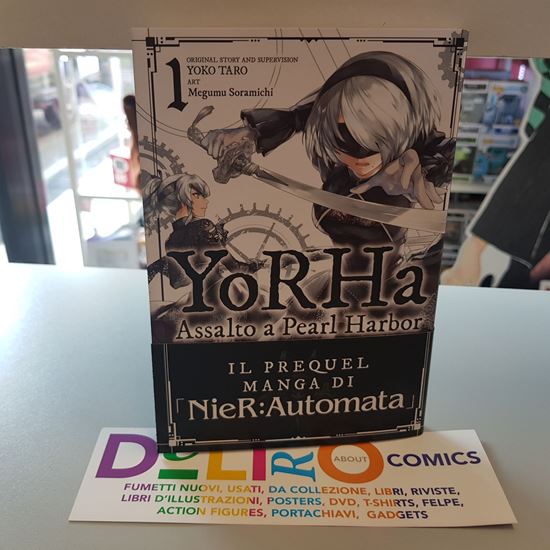 1
ORIGINAL STORY AND SUPERVISION
YOKO TARO
ART
Megumu Soramichi
YoRHa
Assalto a Pearl Harbor
IL PREQUEL
MANGA DI
「NieR:Automata」
DELIRIO ABOUT COMICS
FUMETTI NUOVI, USATI, DA COLLEZIONE, LIBRI, RIVISTE,
LIBRI D'ILLUSTRAZIONI, POSTERS, DVD, T-SHIRTS, FELPE,
ACTION FIGURES, PORTACHIAVI, GADGETS